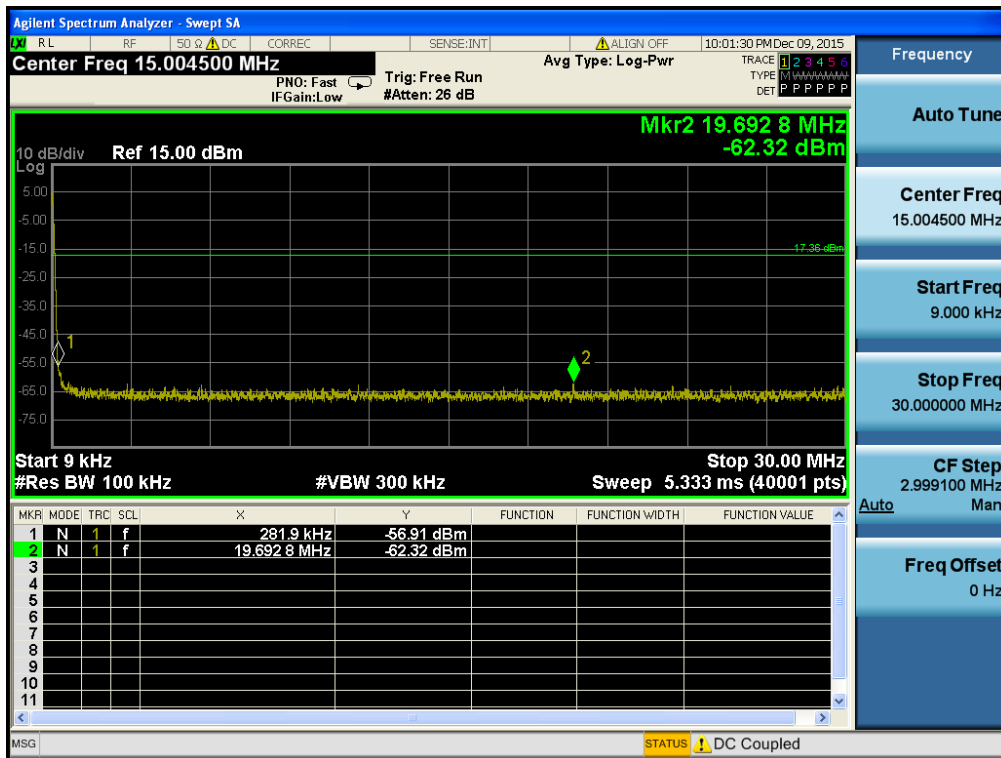 Agilent Spectrum Analyzer - Swept SA
LXI RL RF 50 Ω DC CORREC SENSE:INT ALIGN OFF 10:01:30 PM Dec 09, 2015
Center Freq 15.004500 MHz
PNO: Fast
IFGain:Low
Trig: Free Run
#Atten: 26 dB
Avg Type: Log-Pwr
TRACE 1 2 3 4 5 6
TYPE M WWWWW
DET P P P P P P
Mkr2 19.692 8 MHz
-62.32 dBm
10 dB/div Ref 15.00 dBm
Log
5.00
-5.00
-15.0
-17.36 dBm
-25.0
-35.0
-45.0
1
-55.0
2
-65.0
-75.0
Start 9 kHz Stop 30.00 MHz
#Res BW 100 kHz #VBW 300 kHz Sweep 5.333 ms (40001 pts)
MKR MODE TRC SCL X Y FUNCTION FUNCTION WIDTH FUNCTION VALUE
1 N 1 f 281.9 kHz -56.91 dBm
2 N 1 f 19.692 8 MHz -62.32 dBm
3
4
5
6
7
8
9
10
11
MSG STATUS DC Coupled
Frequency
Auto Tune
Center Freq
15.004500 MHz
Start Freq
9.000 kHz
Stop Freq
30.000000 MHz
CF Step
2.999100 MHz
Auto Man
Freq Offset
0 Hz